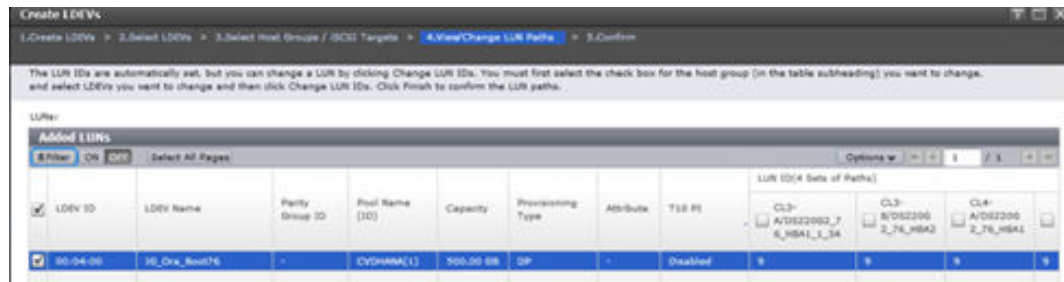 Create LDEVs
1.Create LDEVs > 2.Select LDEVs > 3.Select Host Groups / iSCSI Targets > 4.View/Change LUN Paths > 5.Confirm
The LUN IDs are automatically set, but you can change a LUN by clicking Change LUN IDs. You must first select the check box for the host group (in the table subheading) you want to change,
and select LDEVs you want to change and then click Change LUN IDs. Click Finish to confirm the LUN paths.
LUNs:
Added LUNs
Filter ON OFF Select All Pages Options 1 / 1
LUN ID(4 Sets of Paths)
LDEV ID LDEV Name Parity Group ID Pool Name (ID) Capacity Provisioning Type Attribute T10 PI CL3-A/DS22002_76_HBA1_1_34 CL3-B/DS22002_76_HBA2 CL4-A/DS22002_76_HBA1
00:04:00 30_Ora_Boot76 - CVDHANA(1) 500.00 GB DP - Disabled 9 9 9 9